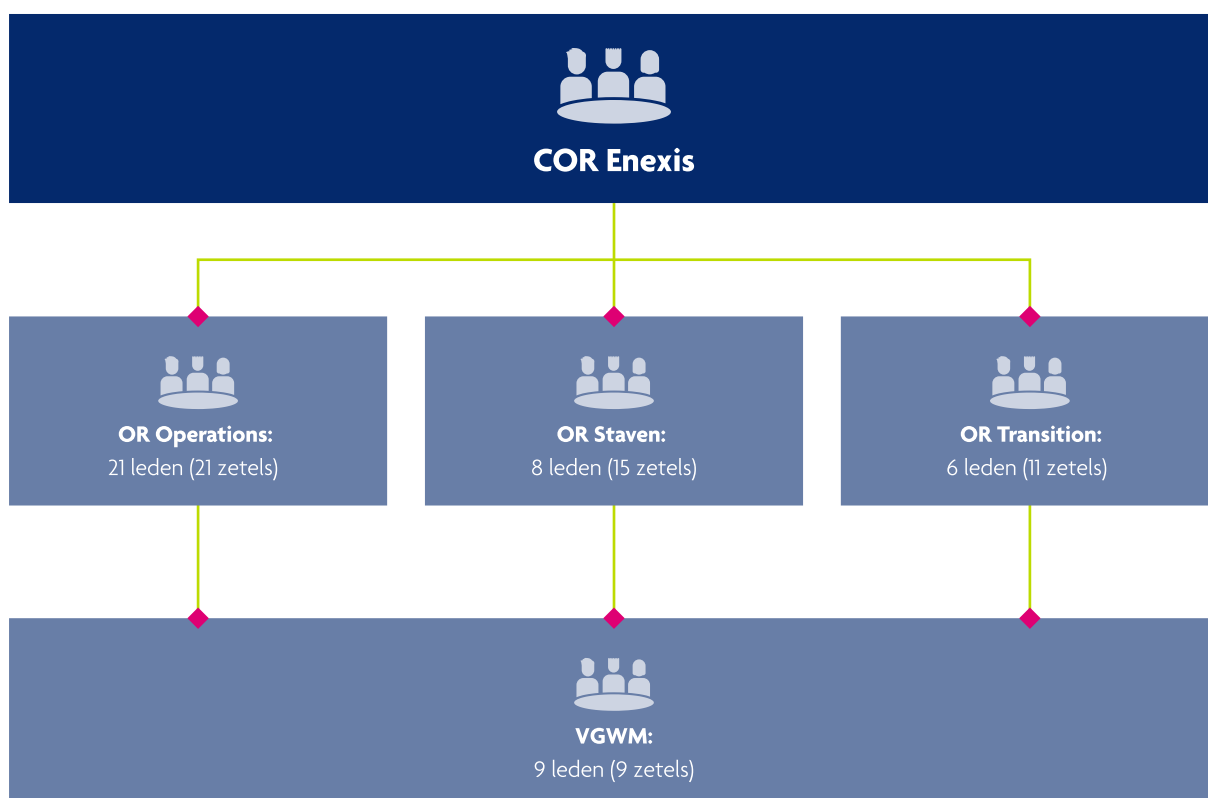 COR Enexis
OR Operations:
21 leden (21 zetels)
OR Staven:
8 leden (15 zetels)
OR Transition:
6 leden (11 zetels)
VGWM:
9 leden (9 zetels)